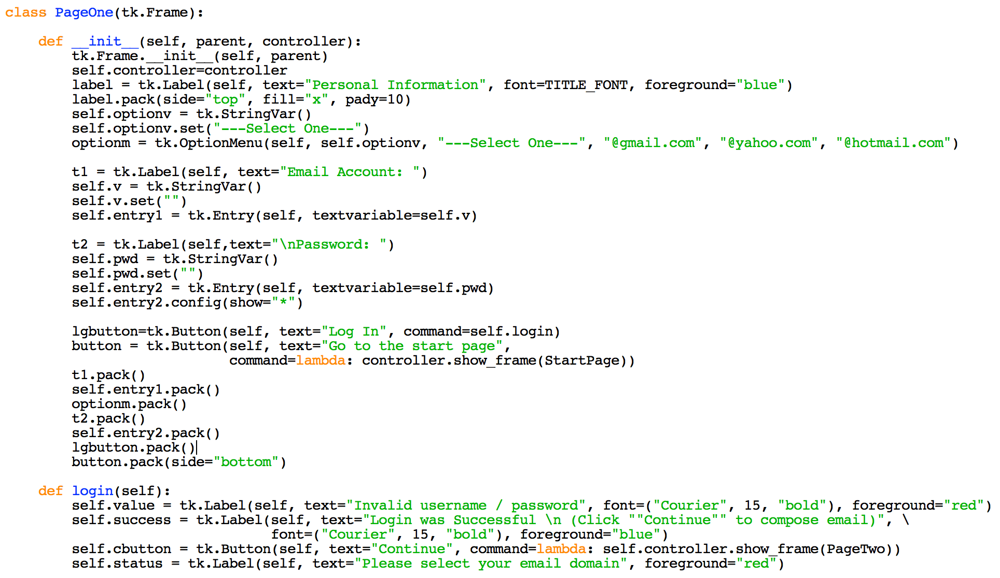 class PageOne(tk.Frame):

    def __init__(self, parent, controller):
        tk.Frame.__init__(self, parent)
        self.controller=controller
        label = tk.Label(self, text="Personal Information", font=TITLE_FONT, foreground="blue")
        label.pack(side="top", fill="x", pady=10)
        self.optionv = tk.StringVar()
        self.optionv.set("---Select One---")
        optionm = tk.OptionMenu(self, self.optionv, "---Select One---", "@gmail.com", "@yahoo.com", "@hotmail.com")

        t1 = tk.Label(self, text="Email Account: ")
        self.v = tk.StringVar()
        self.v.set("")
        self.entry1 = tk.Entry(self, textvariable=self.v)

        t2 = tk.Label(self,text="\nPassword: ")
        self.pwd = tk.StringVar()
        self.pwd.set("")
        self.entry2 = tk.Entry(self, textvariable=self.pwd)
        self.entry2.config(show="*")

        lgbutton=tk.Button(self, text="Log In", command=self.login)
        button = tk.Button(self, text="Go to the start page",
                           command=lambda: controller.show_frame(StartPage))
        t1.pack()
        self.entry1.pack()
        optionm.pack()
        t2.pack()
        self.entry2.pack()
        lgbutton.pack()
        button.pack(side="bottom")

    def login(self):
        self.value = tk.Label(self, text="Invalid username / password", font=("Courier", 15, "bold"), foreground="red")
        self.success = tk.Label(self, text="Login was Successful \n (Click ""Continue"" to compose email)", \
                                font=("Courier", 15, "bold"), foreground="blue")
        self.cbutton = tk.Button(self, text="Continue", command=lambda: self.controller.show_frame(PageTwo))
        self.status = tk.Label(self, text="Please select your email domain", foreground="red")